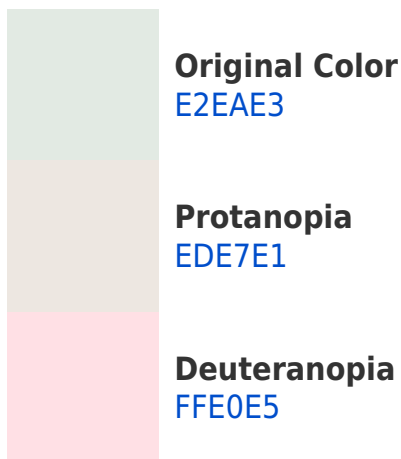 Original Color
E2EAE3
Protanopia
EDE7E1
Deuteranopia
FFE0E5